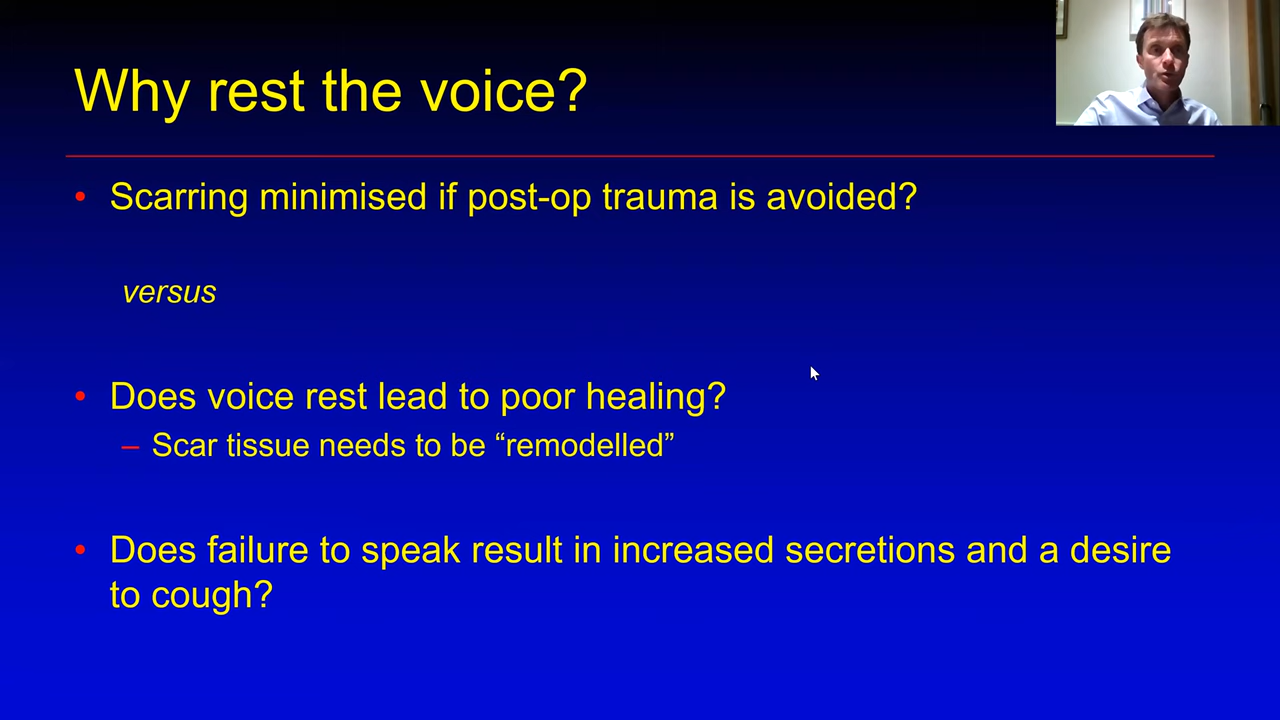 Why rest the voice?
• Scarring minimised if post-op trauma is avoided?
versus
• Does voice rest lead to poor healing?
– Scar tissue needs to be “remodelled”
• Does failure to speak result in increased secretions and a desire
to cough?